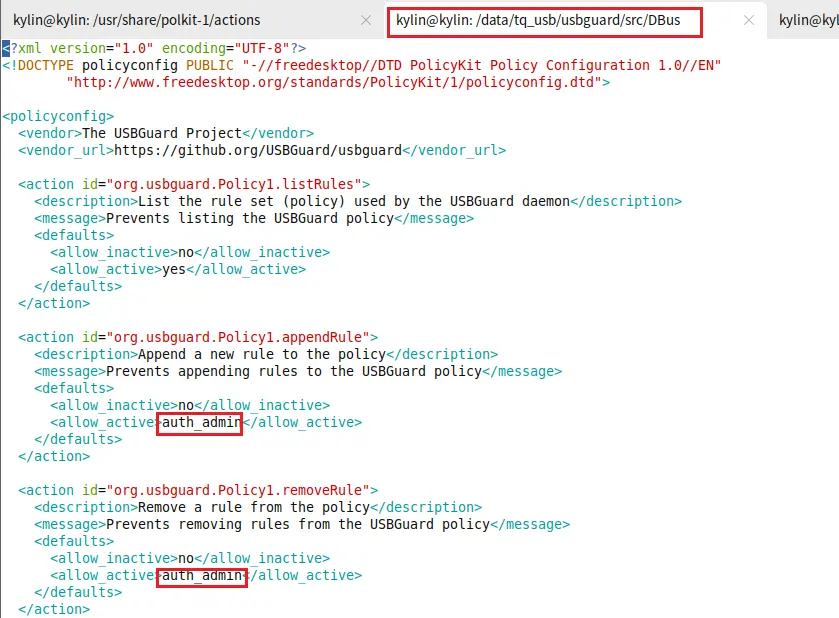 kylin@kylin: /usr/share/polkit-1/actions × kylin@kylin: /data/tq_usb/usbguard/src/DBus × kylin@kyl
<?xml version="1.0" encoding="UTF-8"?>
<!DOCTYPE policyconfig PUBLIC "-//freedesktop//DTD PolicyKit Policy Configuration 1.0//EN"
        "http://www.freedesktop.org/standards/PolicyKit/1/policyconfig.dtd">

<policyconfig>
  <vendor>The USBGuard Project</vendor>
  <vendor_url>https://github.org/USBGuard/usbguard</vendor_url>

  <action id="org.usbguard.Policy1.listRules">
    <description>List the rule set (policy) used by the USBGuard daemon</description>
    <message>Prevents listing the USBGuard policy</message>
    <defaults>
      <allow_inactive>no</allow_inactive>
      <allow_active>yes</allow_active>
    </defaults>
  </action>

  <action id="org.usbguard.Policy1.appendRule">
    <description>Append a new rule to the policy</description>
    <message>Prevents appending rules to the USBGuard policy</message>
    <defaults>
      <allow_inactive>no</allow_inactive>
      <allow_active>auth_admin</allow_active>
    </defaults>
  </action>

  <action id="org.usbguard.Policy1.removeRule">
    <description>Remove a rule from the policy</description>
    <message>Prevents removing rules from the USBGuard policy</message>
    <defaults>
      <allow_inactive>no</allow_inactive>
      <allow_active>auth_admin</allow_active>
    </defaults>
  </action>